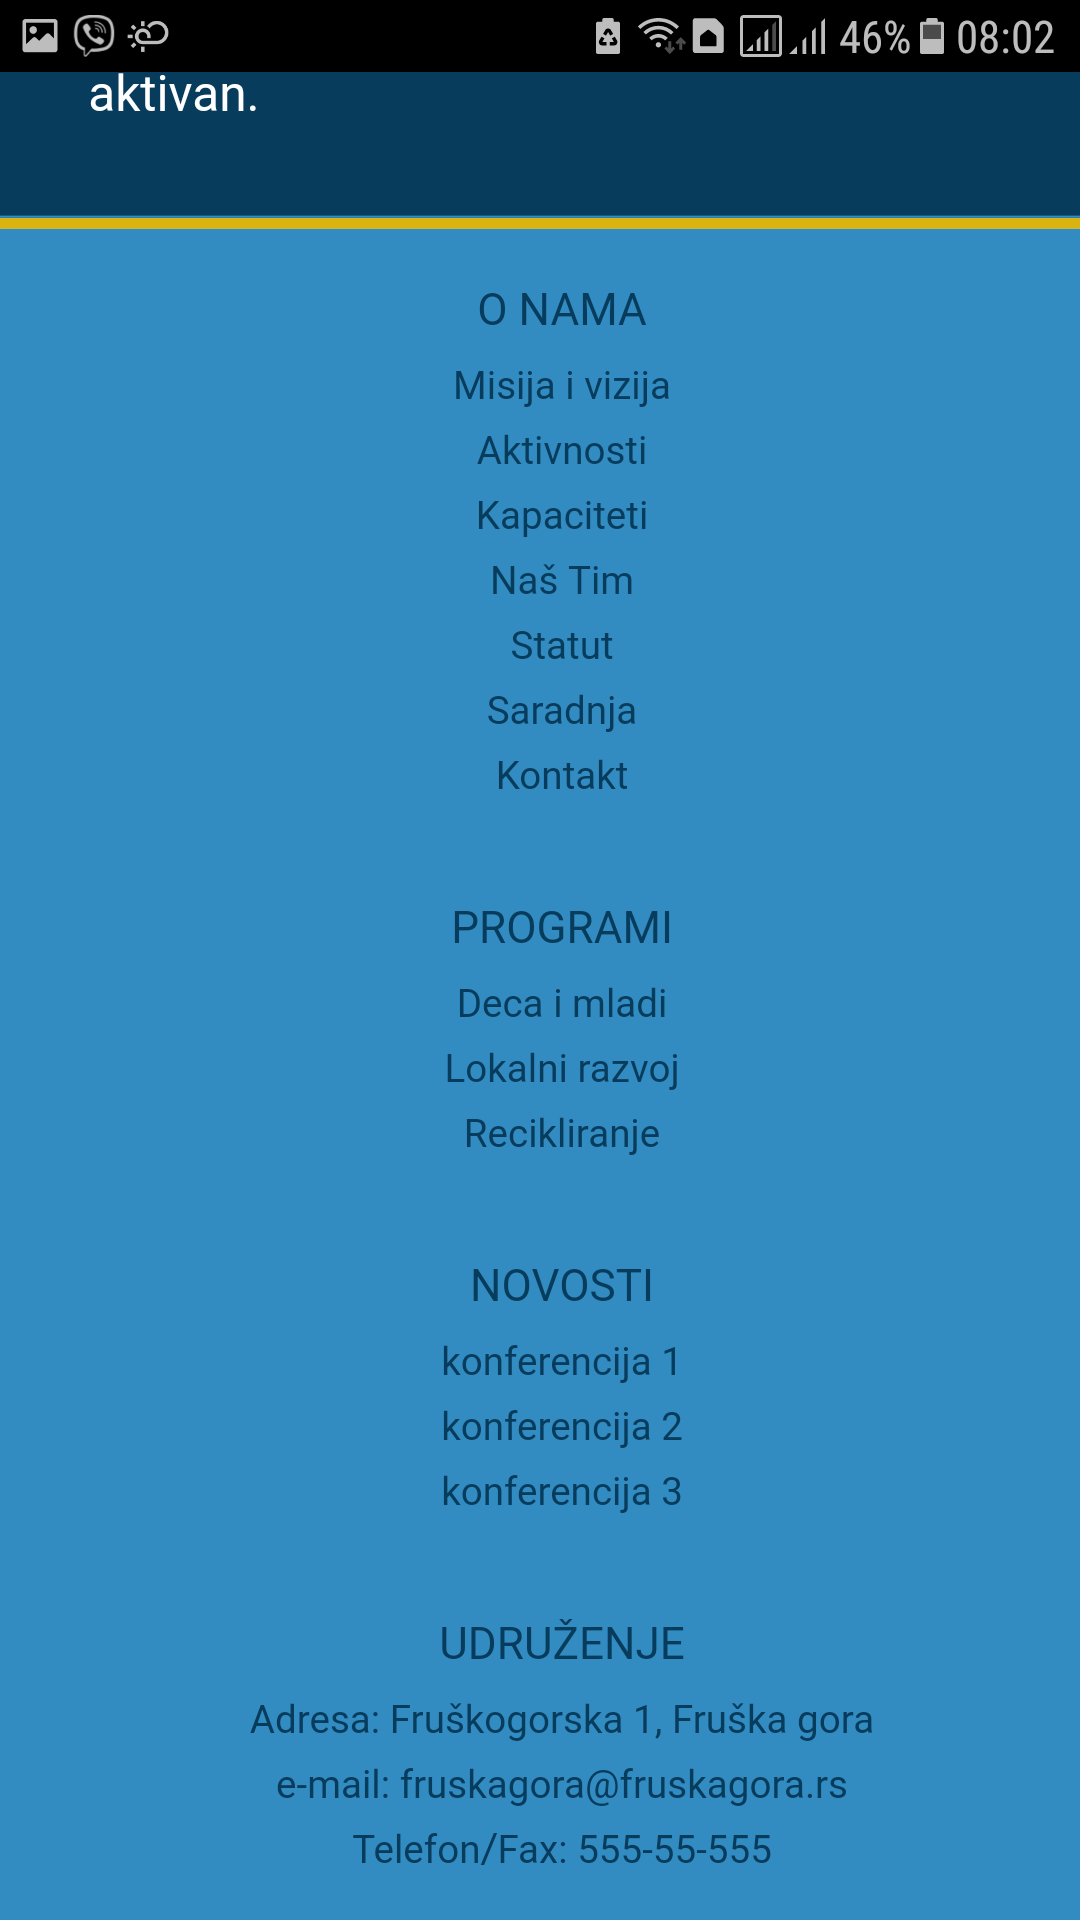 46% 08:02
aktivan.
O NAMA
Misija i vizija
Aktivnosti
Kapaciteti
Naš Tim
Statut
Saradnja
Kontakt
PROGRAMI
Deca i mladi
Lokalni razvoj
Recikliranje
NOVOSTI
konferencija 1
konferencija 2
konferencija 3
UDRUŽENJE
Adresa: Fruškogorska 1, Fruška gora
e-mail: fruskagora@fruskagora.rs
Telefon/Fax: 555-55-555